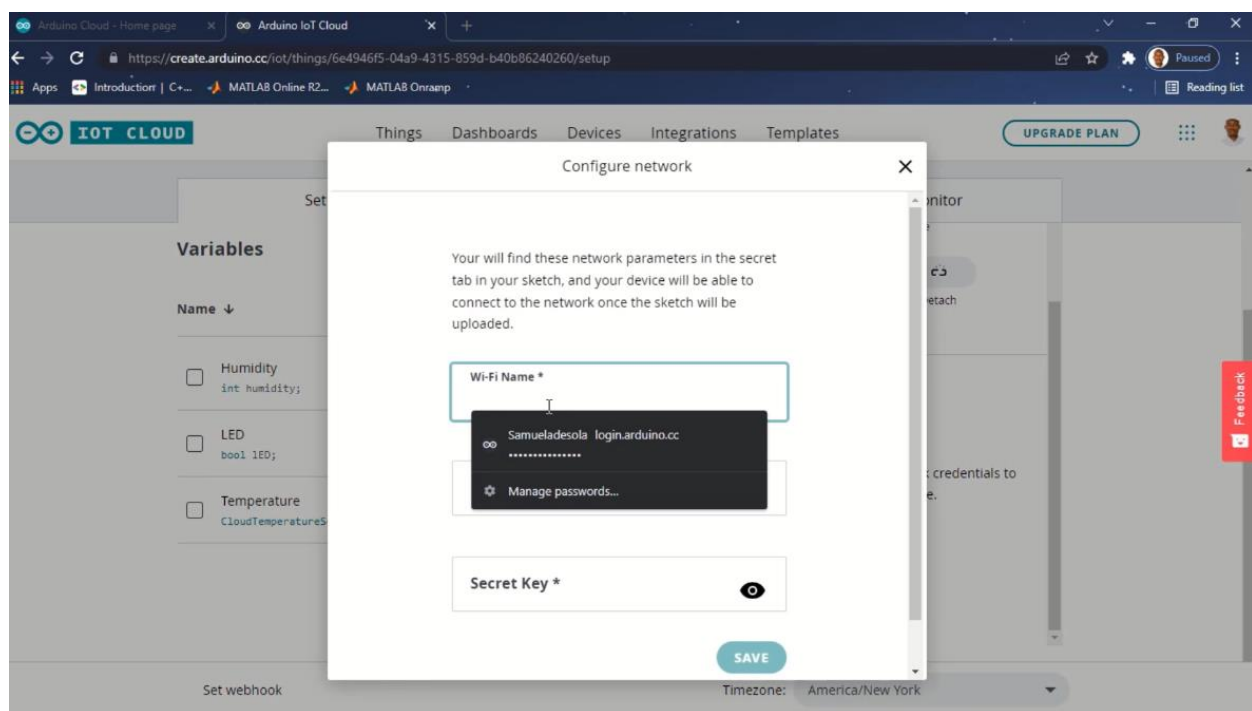 Arduino Cloud - Home page
Arduino IoT Cloud
https://create.arduino.cc/iot/things/6e4946f5-04a9-4315-859d-b40b86240260/setup
Paused
Apps
Introduction | C+...
MATLAB Online R2...
MATLAB Onramp
Reading list
IOT CLOUD
Things
Dashboards
Devices
Integrations
Templates
UPGRADE PLAN
Configure network
Set
onitor
Variables
Name
Your will find these network parameters in the secret
tab in your sketch, and your device will be able to
connect to the network once the sketch will be
uploaded.
etach
Humidity
int humidity;
Wi-Fi Name *
Feedback
LED
bool lED;
Samueladesola login.arduino.cc
Manage passwords...
credentials to
e.
Temperature
CloudTemperatureS
Secret Key *
SAVE
Set webhook
Timezone:
America/New York